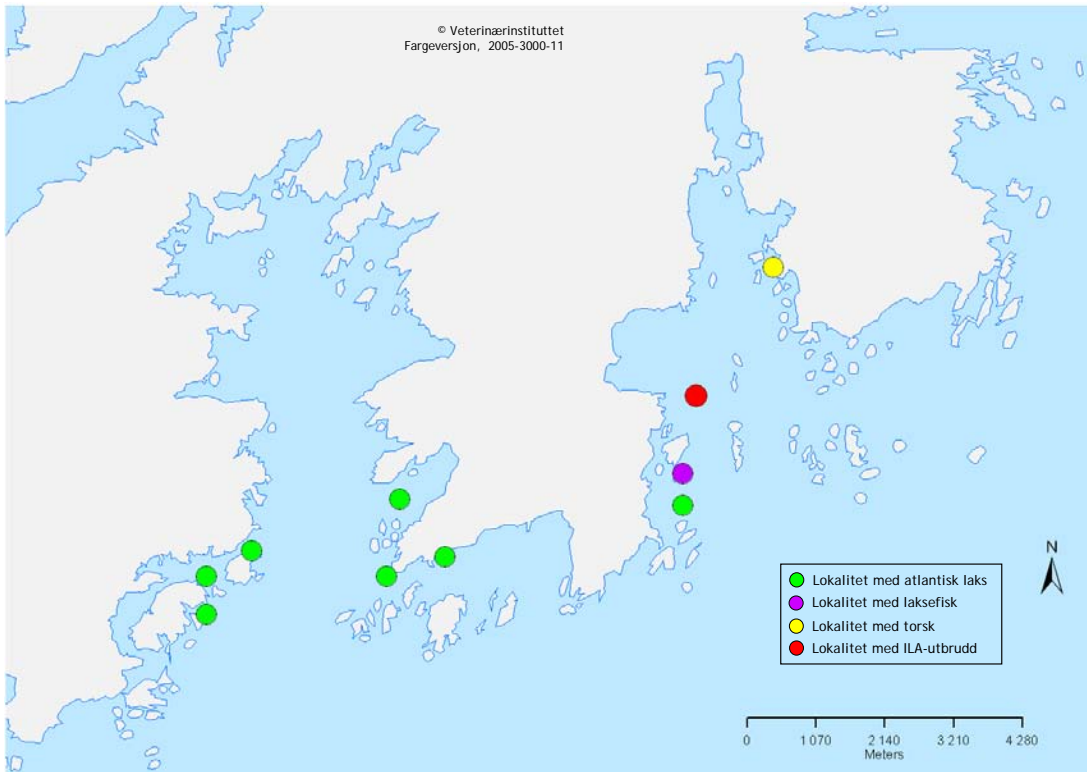 © Veterinærinstituttet
Fargeversjon, 2005-3000-11
N
Lokalitet med atlantisk laks
Lokalitet med laksefisk
Lokalitet med torsk
Lokalitet med ILA-utbrudd
0 1 070 2 140 3 210 4 280
Meters